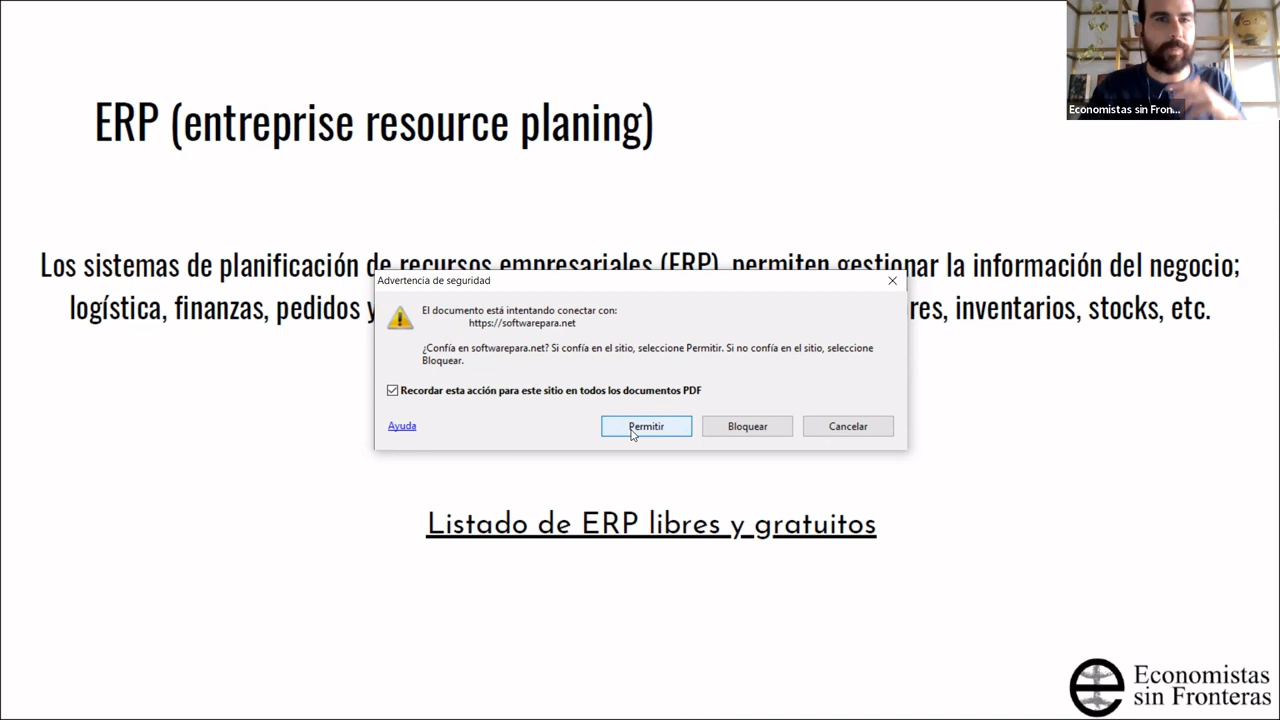 Economistas sin Fron...
ERP (entreprise resource planing)
Los sistemas de planificación de recursos empresariales (ERP), permiten gestionar la información del negocio;
logística, finanzas, pedidos y
res, inventarios, stocks, etc.
Advertencia de seguridad
El documento está intentando conectar con:
https://softwarepara.net
¿Confía en softwarepara.net? Si confía en el sitio, seleccione Permitir. Si no confía en el sitio, seleccione
Bloquear.
Recordar esta acción para este sitio en todos los documentos PDF
Ayuda
Permitir
Bloquear
Cancelar
Listado de ERP libres y gratuitos
Economistas
sin Fronteras